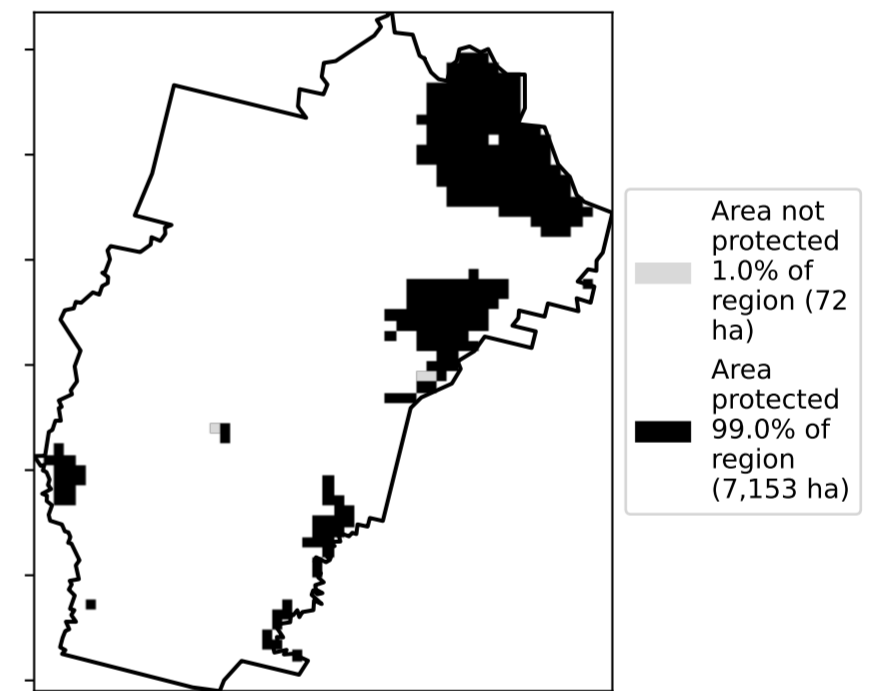 Area not
protected
1.0% of
region (72
ha)
Area
protected
99.0% of
region
(7,153 ha)